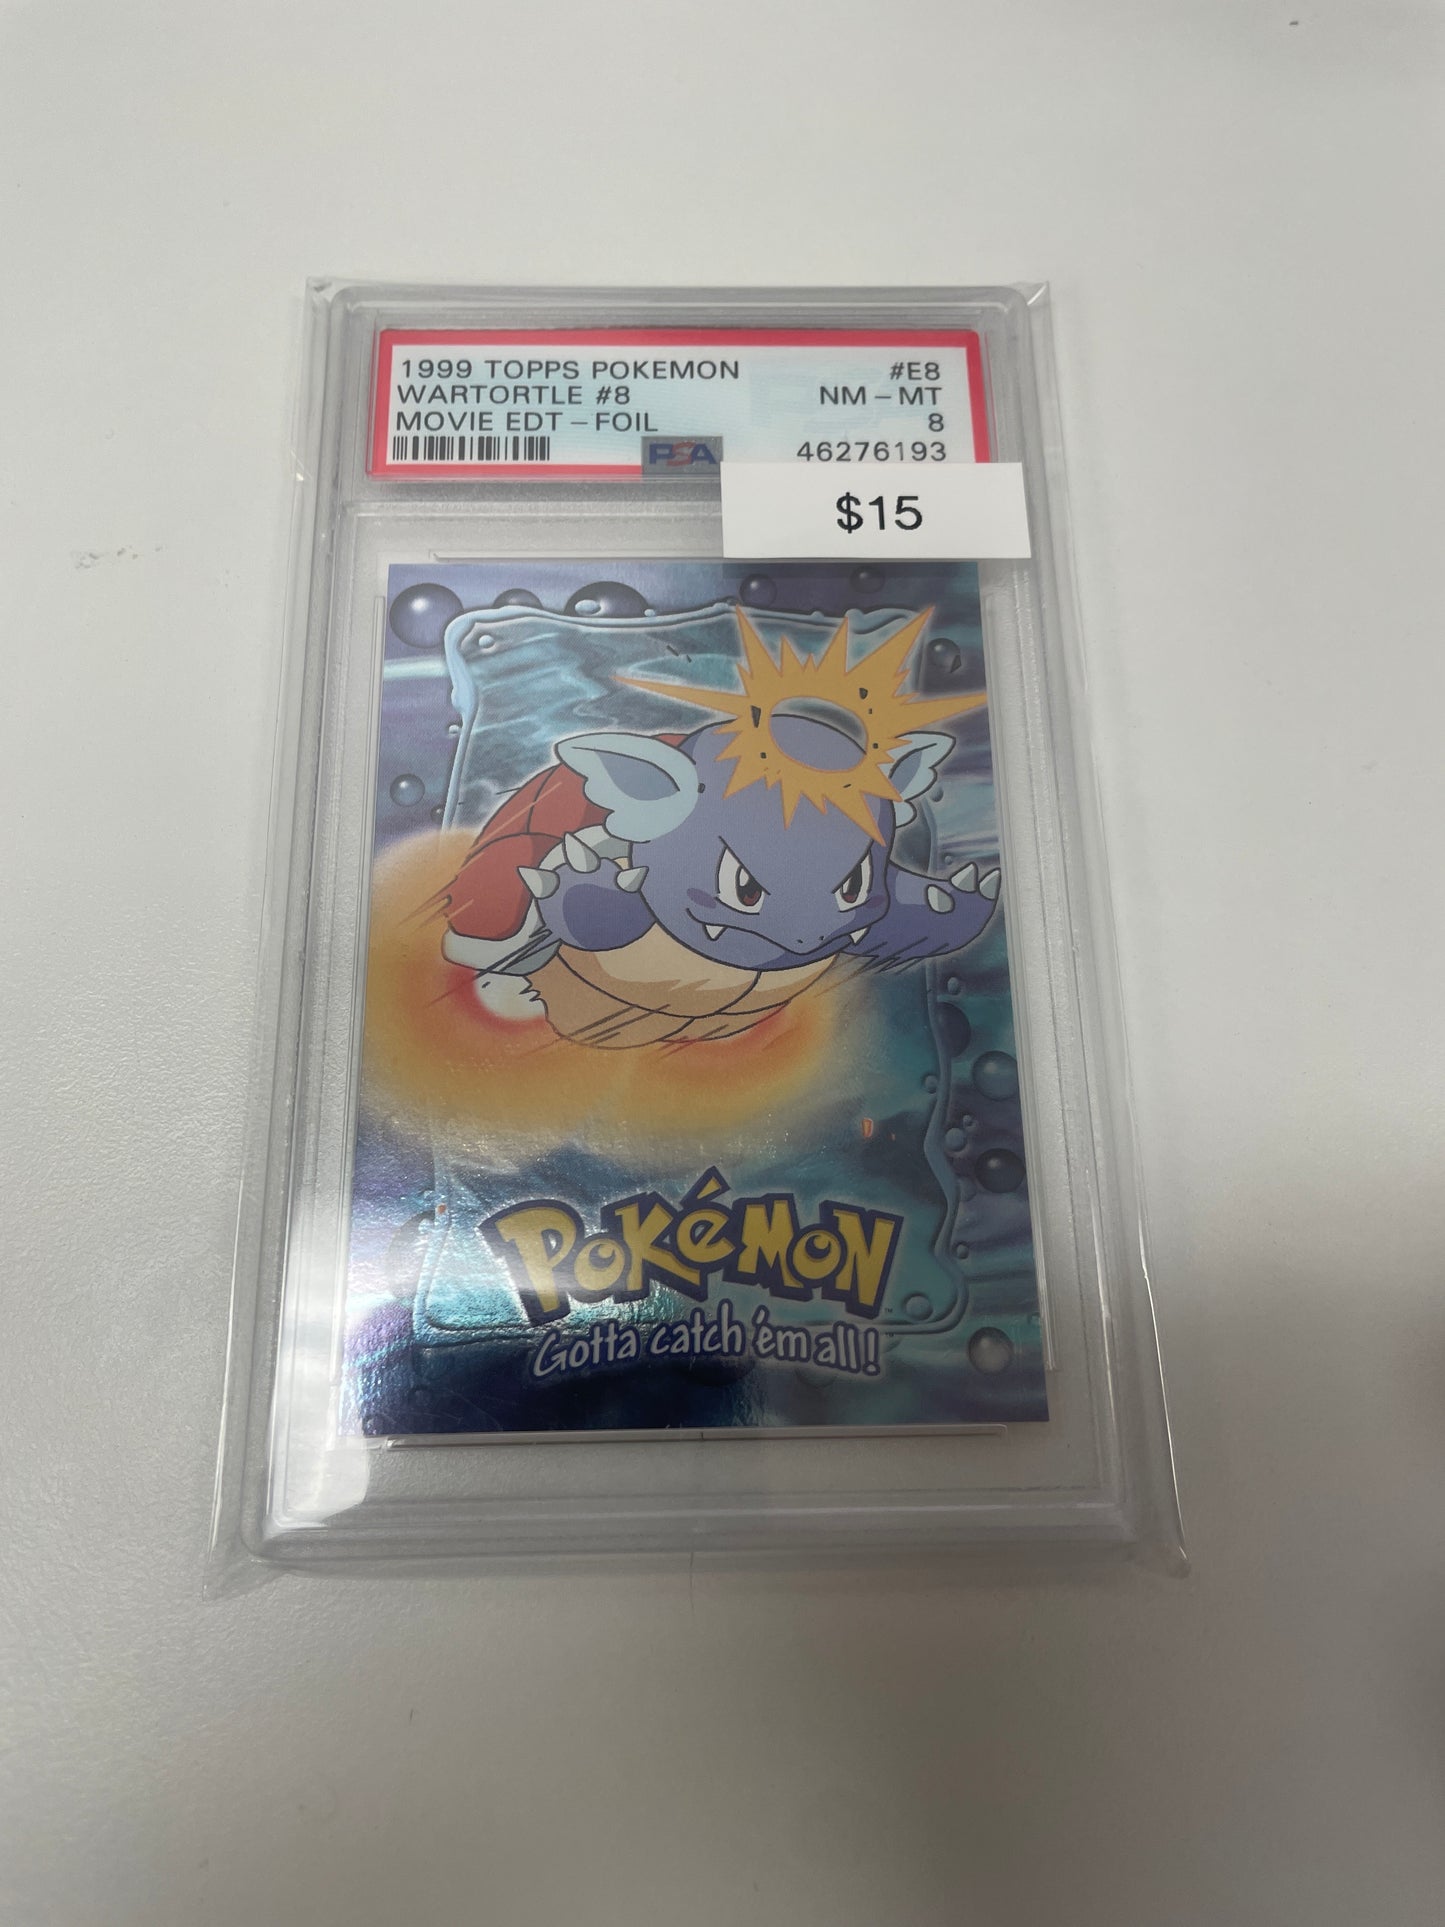 1999 TOPPS POKEMON #E8
WARTORTLE #8 NM - MT
MOVIE EDT - FOIL 8
PSA 46276193
$15
POKéMON
Gotta catch 'em all!